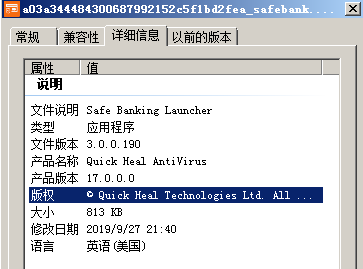 a03a344484300687992152c5f1bd2fea_safebank....
常规 兼容性 详细信息 以前的版本
属性 值
说明
文件说明 Safe Banking Launcher
类型 应用程序
文件版本 3.0.0.190
产品名称 Quick Heal AntiVirus
产品版本 17.0.0.0
版权 © Quick Heal Technologies Ltd. All ...
大小 813 KB
修改日期 2019/9/27 21:40
语言 英语(美国)